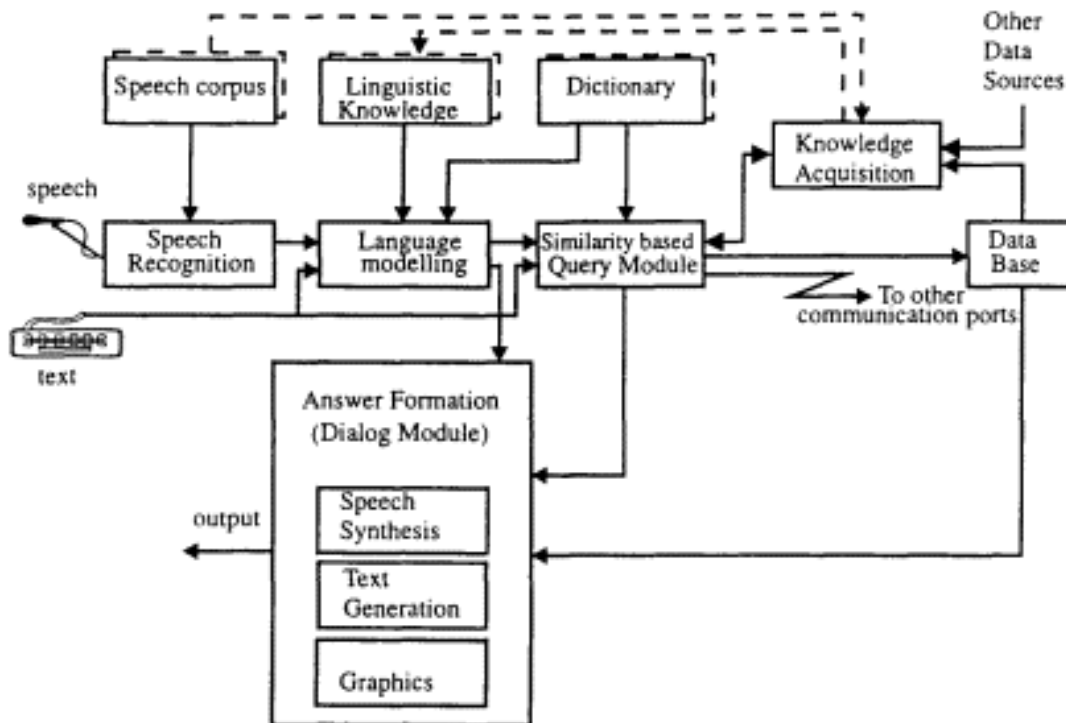 Other
Data
Sources
Speech corpus
Linguistic
Knowledge
Dictionary
Knowledge
Acquisition
speech
Speech
Recognition
Language
modelling
Similarity based
Query Module
Data
Base
To other
communication ports
text
Answer Formation
(Dialog Module)
Speech
Synthesis
output
Text
Generation
Graphics